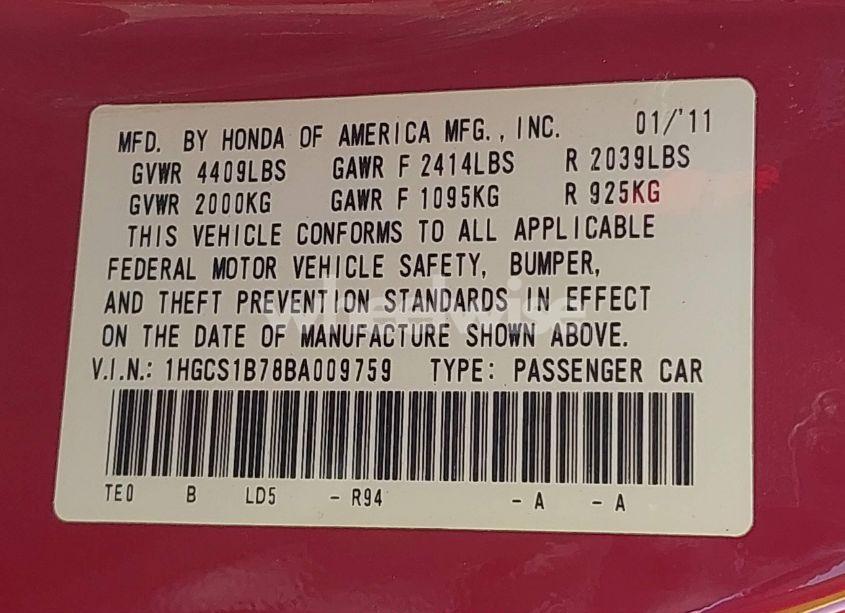 MFD. BY HONDA OF AMERICA MFG., INC. 01/'11
GVWR 4409LBS GAWR F 2414LBS R 2039LBS
GVWR 2000KG GAWR F 1095KG R 925KG
THIS VEHICLE CONFORMS TO ALL APPLICABLE
FEDERAL MOTOR VEHICLE SAFETY, BUMPER,
AND THEFT PREVENTION STANDARDS IN EFFECT
wheelwise
ON THE DATE OF MANUFACTURE SHOWN ABOVE.
V.I.N.: 1HGCS1B78BA009759 TYPE: PASSENGER CAR
TE0 B LD5 - R94 - A - A